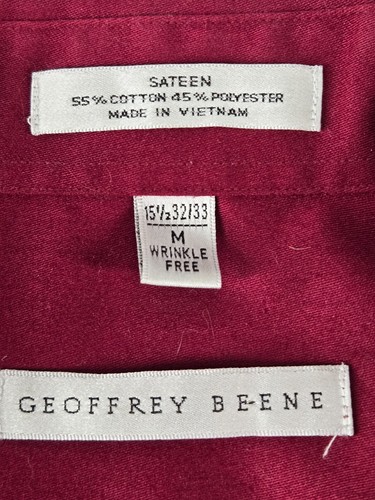 SATEEN
55% COTTON 45% POLYESTER
MADE IN VIETNAM
15½ 32/33
M
WRINKLE
FREE
GEOFFREY BEENE